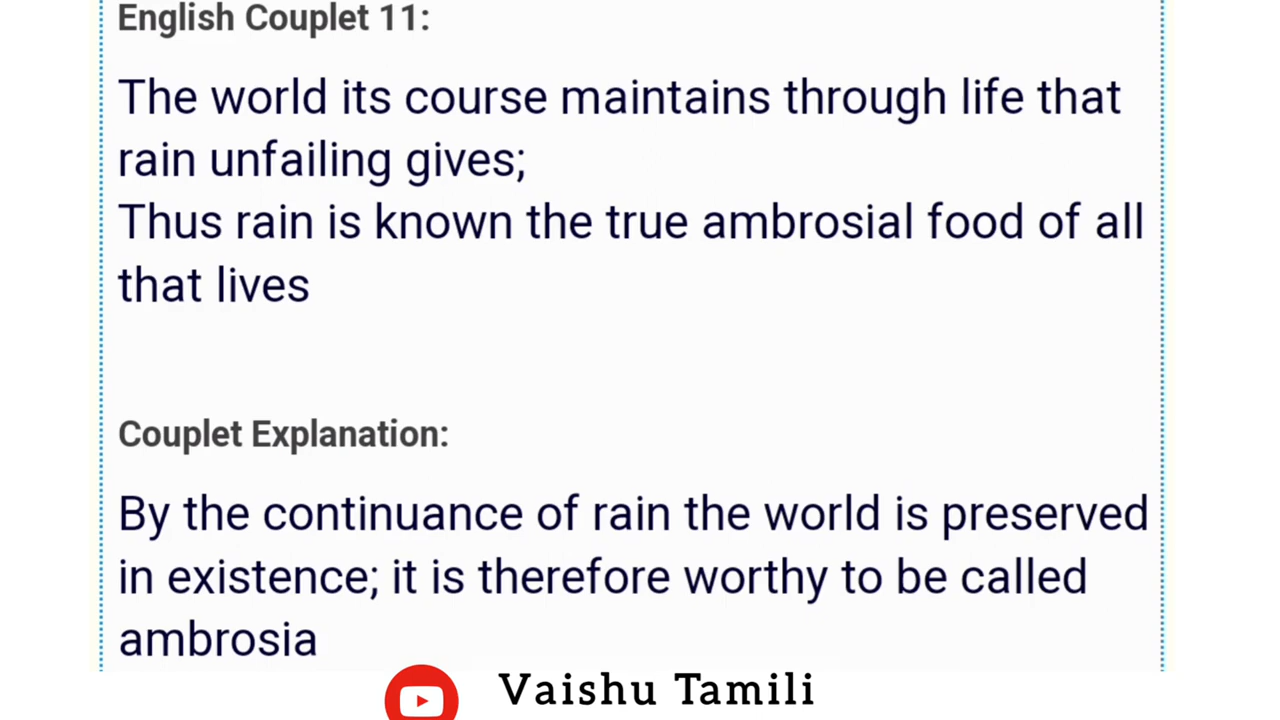 English Couplet 11:
The world its course maintains through life that
rain unfailing gives;
Thus rain is known the true ambrosial food of all
that lives
Couplet Explanation:
By the continuance of rain the world is preserved
in existence; it is therefore worthy to be called
ambrosia
Vaishu Tamili